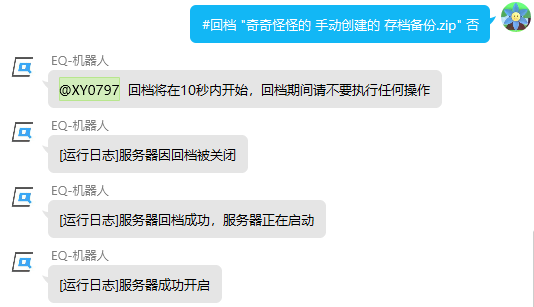 #回档 "奇奇怪怪的 手动创建的 存档备份.zip" 否
EQ-机器人
@XY0797 回档将在10秒内开始，回档期间请不要执行任何操作
EQ-机器人
[运行日志]服务器因回档被关闭
EQ-机器人
[运行日志]服务器回档成功，服务器正在启动
EQ-机器人
[运行日志]服务器成功开启